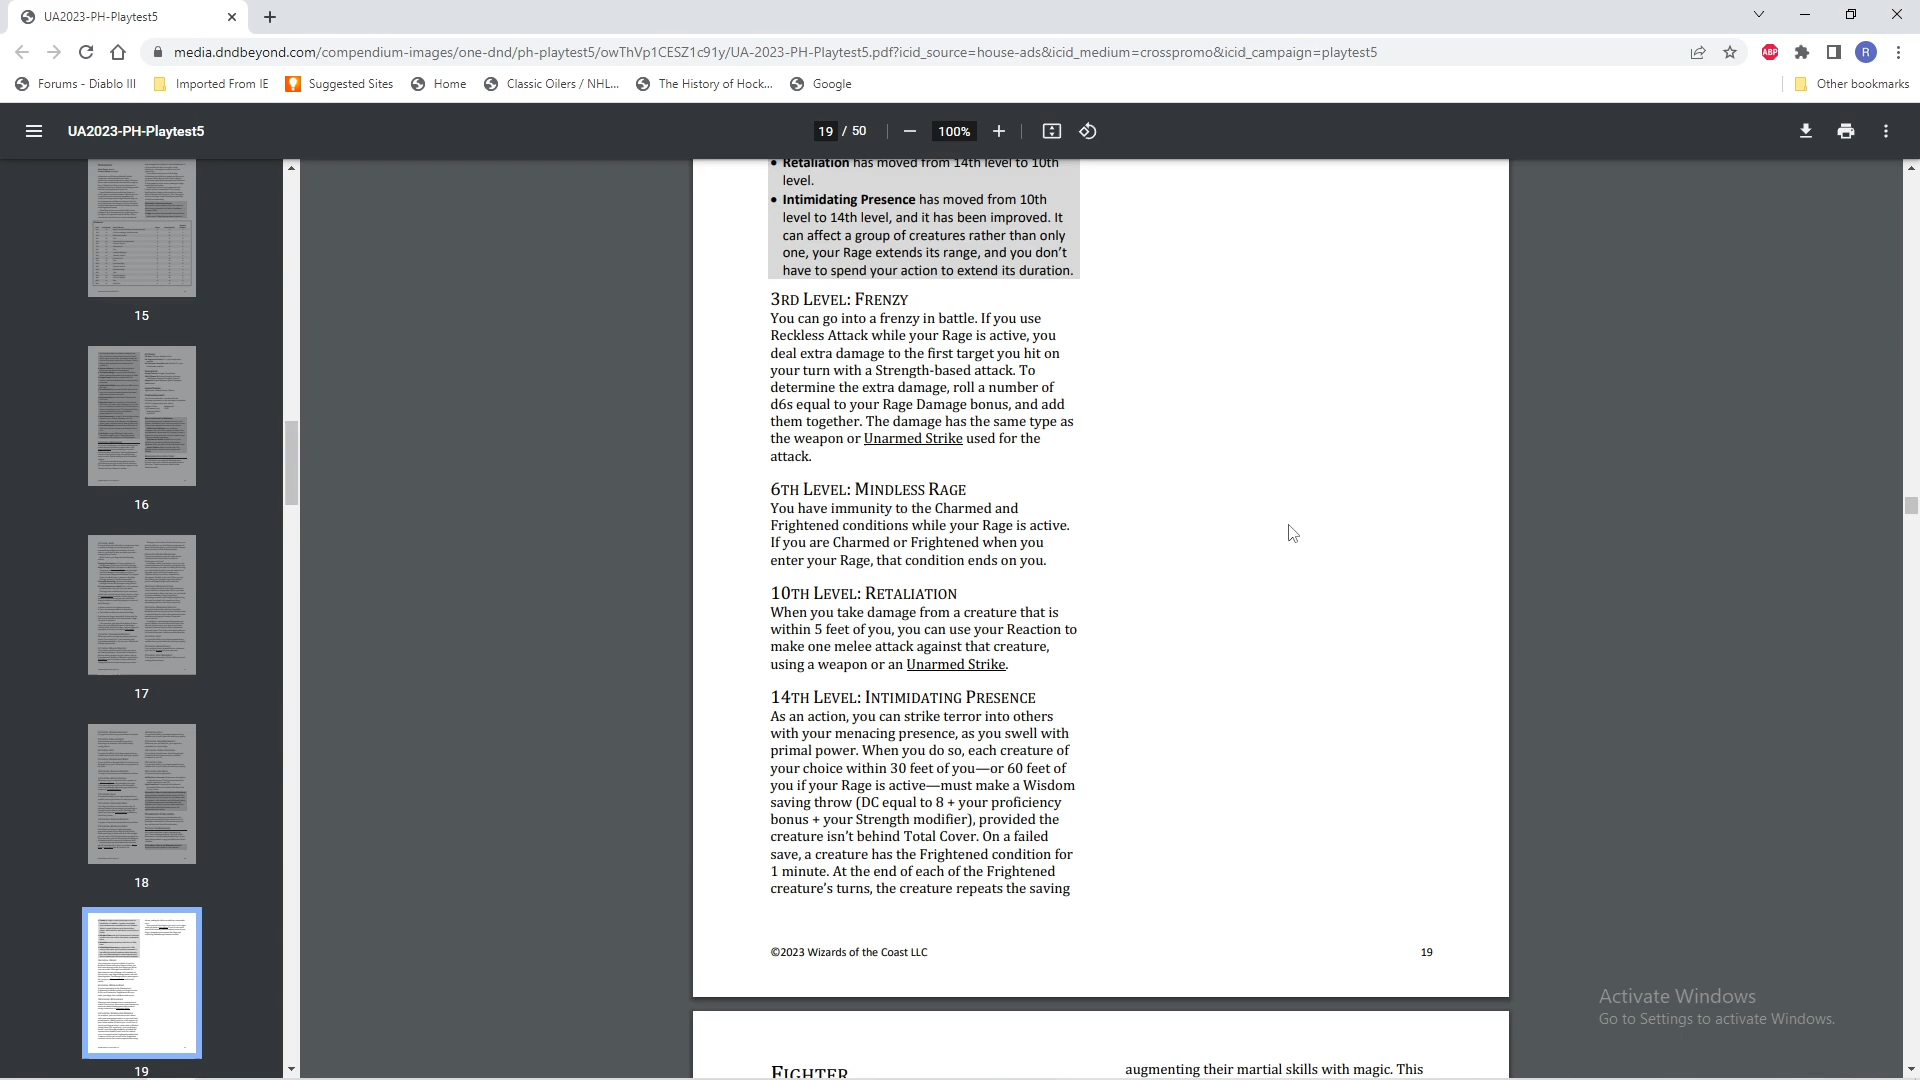 UA2023-PH-Playtest5
media.dndbeyond.com/compendium-images/one-dnd/ph-playtest5/owThVp1CESZ1c91y/UA-2023-PH-Playtest5.pdf?icid_source=house-ads&icid_medium=crosspromo&icid_campaign=playtest5
ABP
R
Forums - Diablo III
Imported From IE
Suggested Sites
Home
Classic Oilers / NHL...
The History of Hock...
Google
Other bookmarks
UA2023-PH-Playtest5
19 / 50
100%
15
16
17
18
19
• Retaliation has moved from 14th level to 10th
level.
• Intimidating Presence has moved from 10th
level to 14th level, and it has been improved. It
can affect a group of creatures rather than only
one, your Rage extends its range, and you don't
have to spend your action to extend its duration.
3RD LEVEL: FRENZY
You can go into a frenzy in battle. If you use
Reckless Attack while your Rage is active, you
deal extra damage to the first target you hit on
your turn with a Strength-based attack. To
determine the extra damage, roll a number of
d6s equal to your Rage Damage bonus, and add
them together. The damage has the same type as
the weapon or Unarmed Strike used for the
attack.
6TH LEVEL: MINDLESS RAGE
You have immunity to the Charmed and
Frightened conditions while your Rage is active.
If you are Charmed or Frightened when you
enter your Rage, that condition ends on you.
10TH LEVEL: RETALIATION
When you take damage from a creature that is
within 5 feet of you, you can use your Reaction to
make one melee attack against that creature,
using a weapon or an Unarmed Strike.
14TH LEVEL: INTIMIDATING PRESENCE
As an action, you can strike terror into others
with your menacing presence, as you swell with
primal power. When you do so, each creature of
your choice within 30 feet of you—or 60 feet of
you if your Rage is active—must make a Wisdom
saving throw (DC equal to 8 + your proficiency
bonus + your Strength modifier), provided the
creature isn't behind Total Cover. On a failed
save, a creature has the Frightened condition for
1 minute. At the end of each of the Frightened
creature's turns, the creature repeats the saving
©2023 Wizards of the Coast LLC
19
FIGHTER
augmenting their martial skills with magic. This
Activate Windows
Go to Settings to activate Windows.